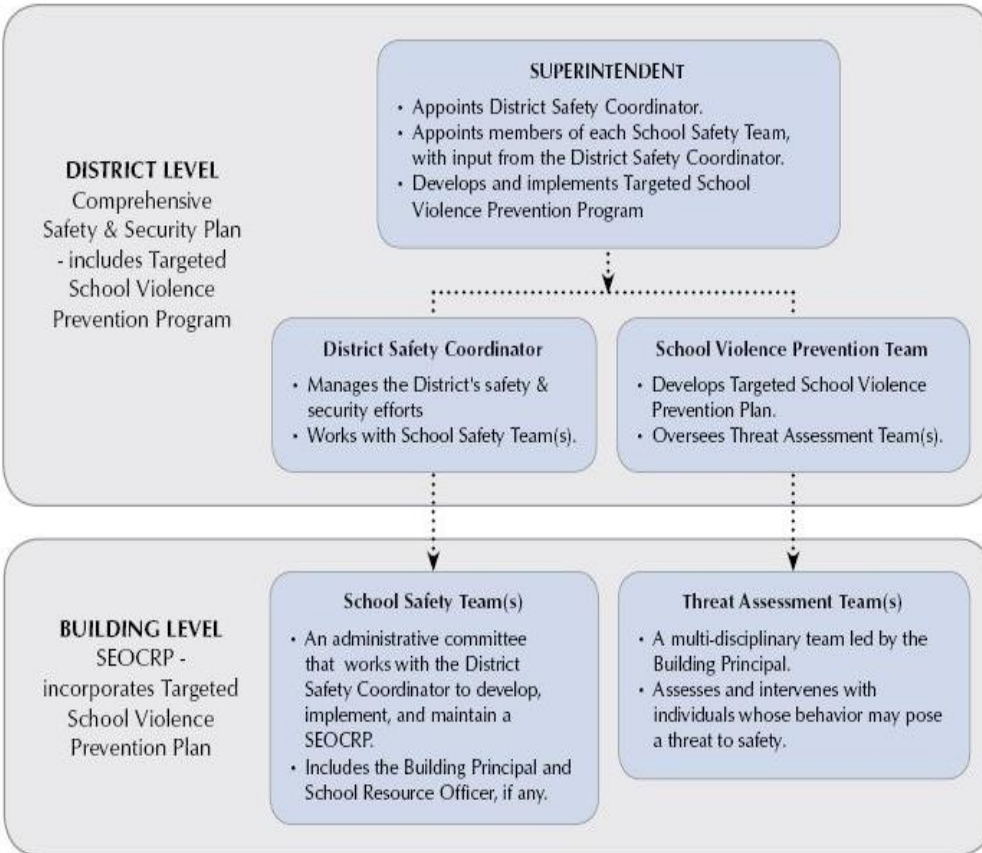 SUPERINTENDENT
• Appoints District Safety Coordinator.
• Appoints members of each School Safety Team,
with input from the District Safety Coordinator.
• Develops and implements Targeted School
Violence Prevention Program
DISTRICT LEVEL
Comprehensive
Safety & Security Plan
- includes Targeted
School Violence
Prevention Program
District Safety Coordinator
• Manages the District's safety &
security efforts
• Works with School Safety Team(s).
School Violence Prevention Team
• Develops Targeted School Violence
Prevention Plan.
• Oversees Threat Assessment Team(s).
BUILDING LEVEL
SEOCRP -
incorporates Targeted
School Violence
Prevention Plan
School Safety Team(s)
• An administrative committee
that works with the District
Safety Coordinator to develop,
implement, and maintain a
SEOCRP.
• Includes the Building Principal and
School Resource Officer, if any.
Threat Assessment Team(s)
• A multi-disciplinary team led by the
Building Principal.
• Assesses and intervenes with
individuals whose behavior may pose
a threat to safety.